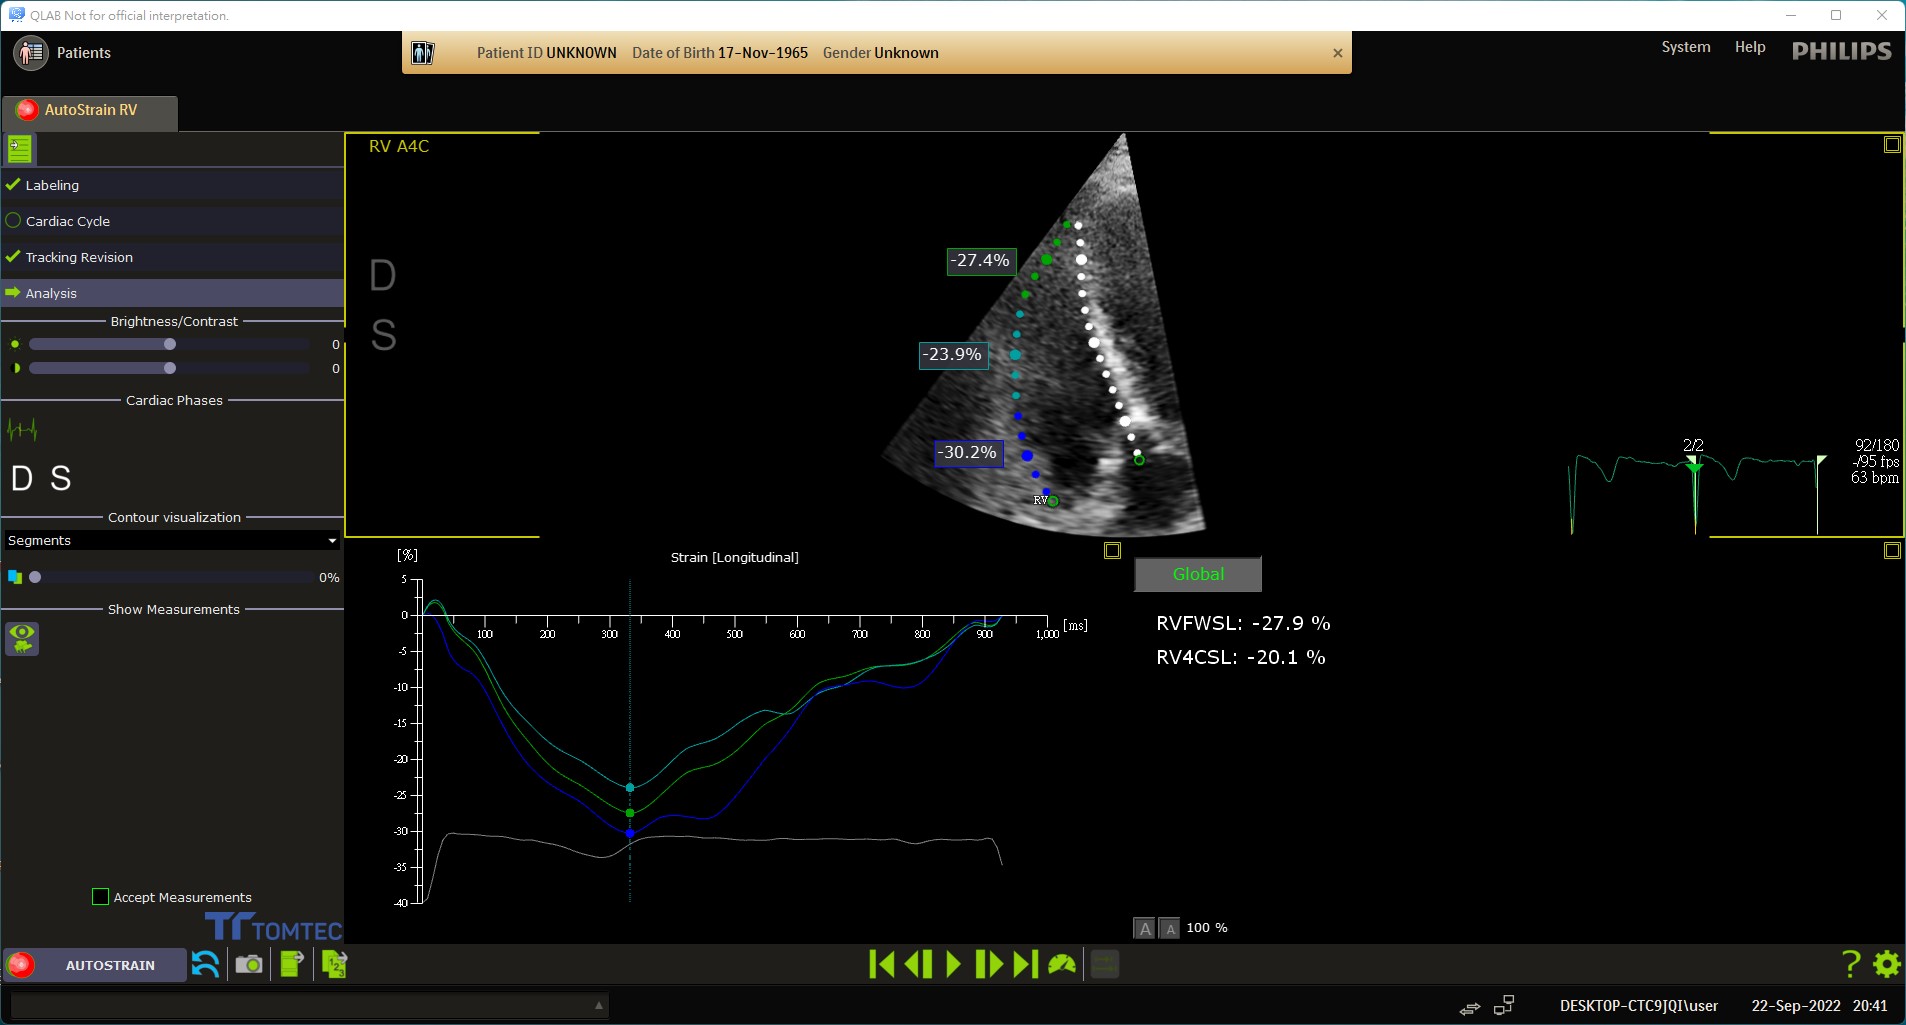 QLAB Not for official interpretation.
Patients
Patient ID UNKNOWN Date of Birth 17-Nov-1965 Gender Unknown
System Help PHILIPS
AutoStrain RV
RV A4C
Labeling
Cardiac Cycle
Tracking Revision
Analysis
Brightness/Contrast
0
0
Cardiac Phases
D S
Contour visualization
Segments
0%
Show Measurements
Accept Measurements
TOMTEC
D
S
-27.4%
-23.9%
-30.2%
RV
2/2
92/180
-/95 fps
63 bpm
[%]
Strain [Longitudinal]
5
0
-5
-10
-15
-20
-25
-30
-35
-40
100 200 300 400 500 600 700 800 900 1,000 [ms]
Global
RVFWSL: -27.9 %
RV4CSL: -20.1 %
A A 100 %
AUTOSTRAIN
1 2 3
?
DESKTOP-CTC9JQI\user 22-Sep-2022 20:41